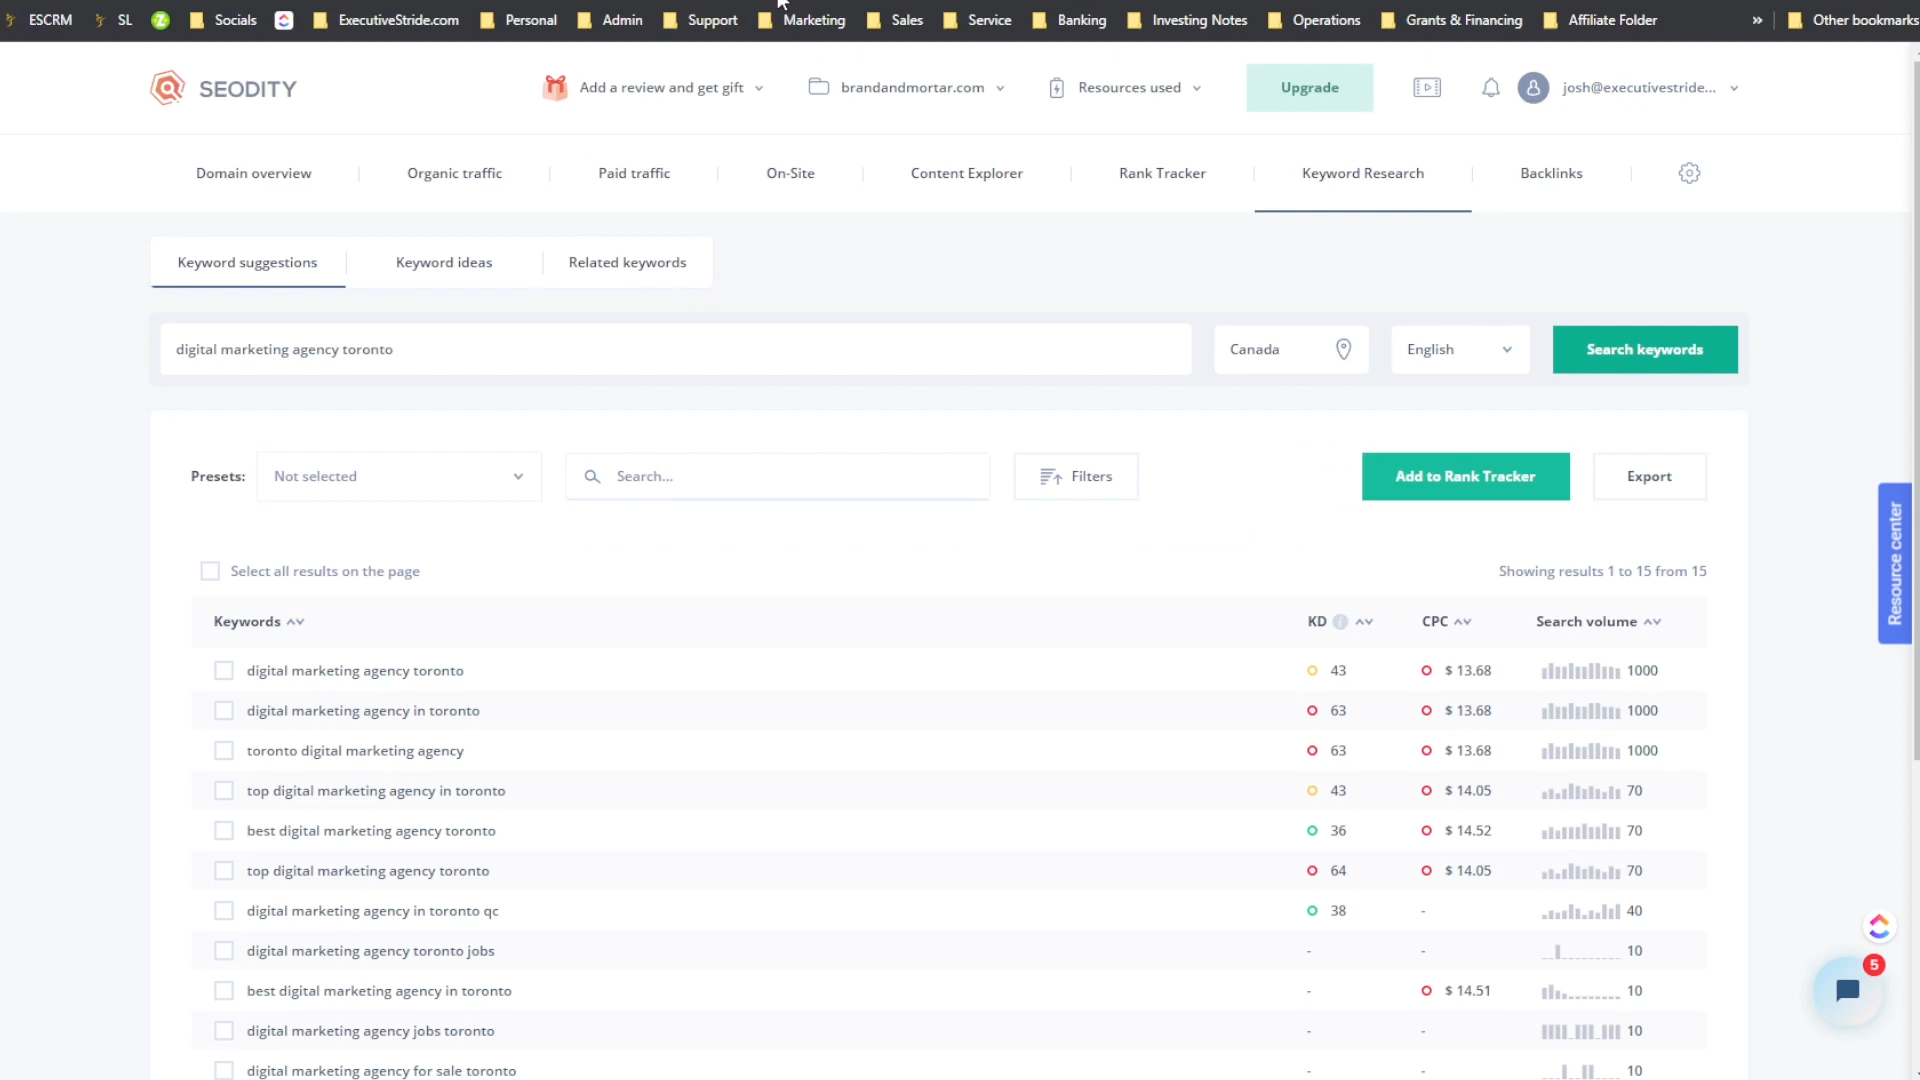 ESCRM SL Socials ExecutiveStride.com Personal Admin Support Marketing Sales Service Banking Investing Notes Operations Grants & Financing Affiliate Folder » Other bookmarks
SEODITY Add a review and get gift brandandmortar.com Resources used Upgrade josh@executivestride...
Domain overview Organic traffic Paid traffic On-Site Content Explorer Rank Tracker Keyword Research Backlinks
Keyword suggestions Keyword ideas Related keywords
digital marketing agency toronto Canada English Search keywords
Presets: Not selected Search... Filters Add to Rank Tracker Export
Resource center
Select all results on the page Showing results 1 to 15 from 15
Keywords KD i CPC Search volume
digital marketing agency toronto 43 $ 13.68 1000
digital marketing agency in toronto 63 $ 13.68 1000
toronto digital marketing agency 63 $ 13.68 1000
top digital marketing agency in toronto 43 $ 14.05 70
best digital marketing agency toronto 36 $ 14.52 70
top digital marketing agency toronto 64 $ 14.05 70
digital marketing agency in toronto qc 38 - 40
digital marketing agency toronto jobs - - 10
5
best digital marketing agency in toronto - $ 14.51 10
digital marketing agency jobs toronto - - 10
digital marketing agency for sale toronto - - 10